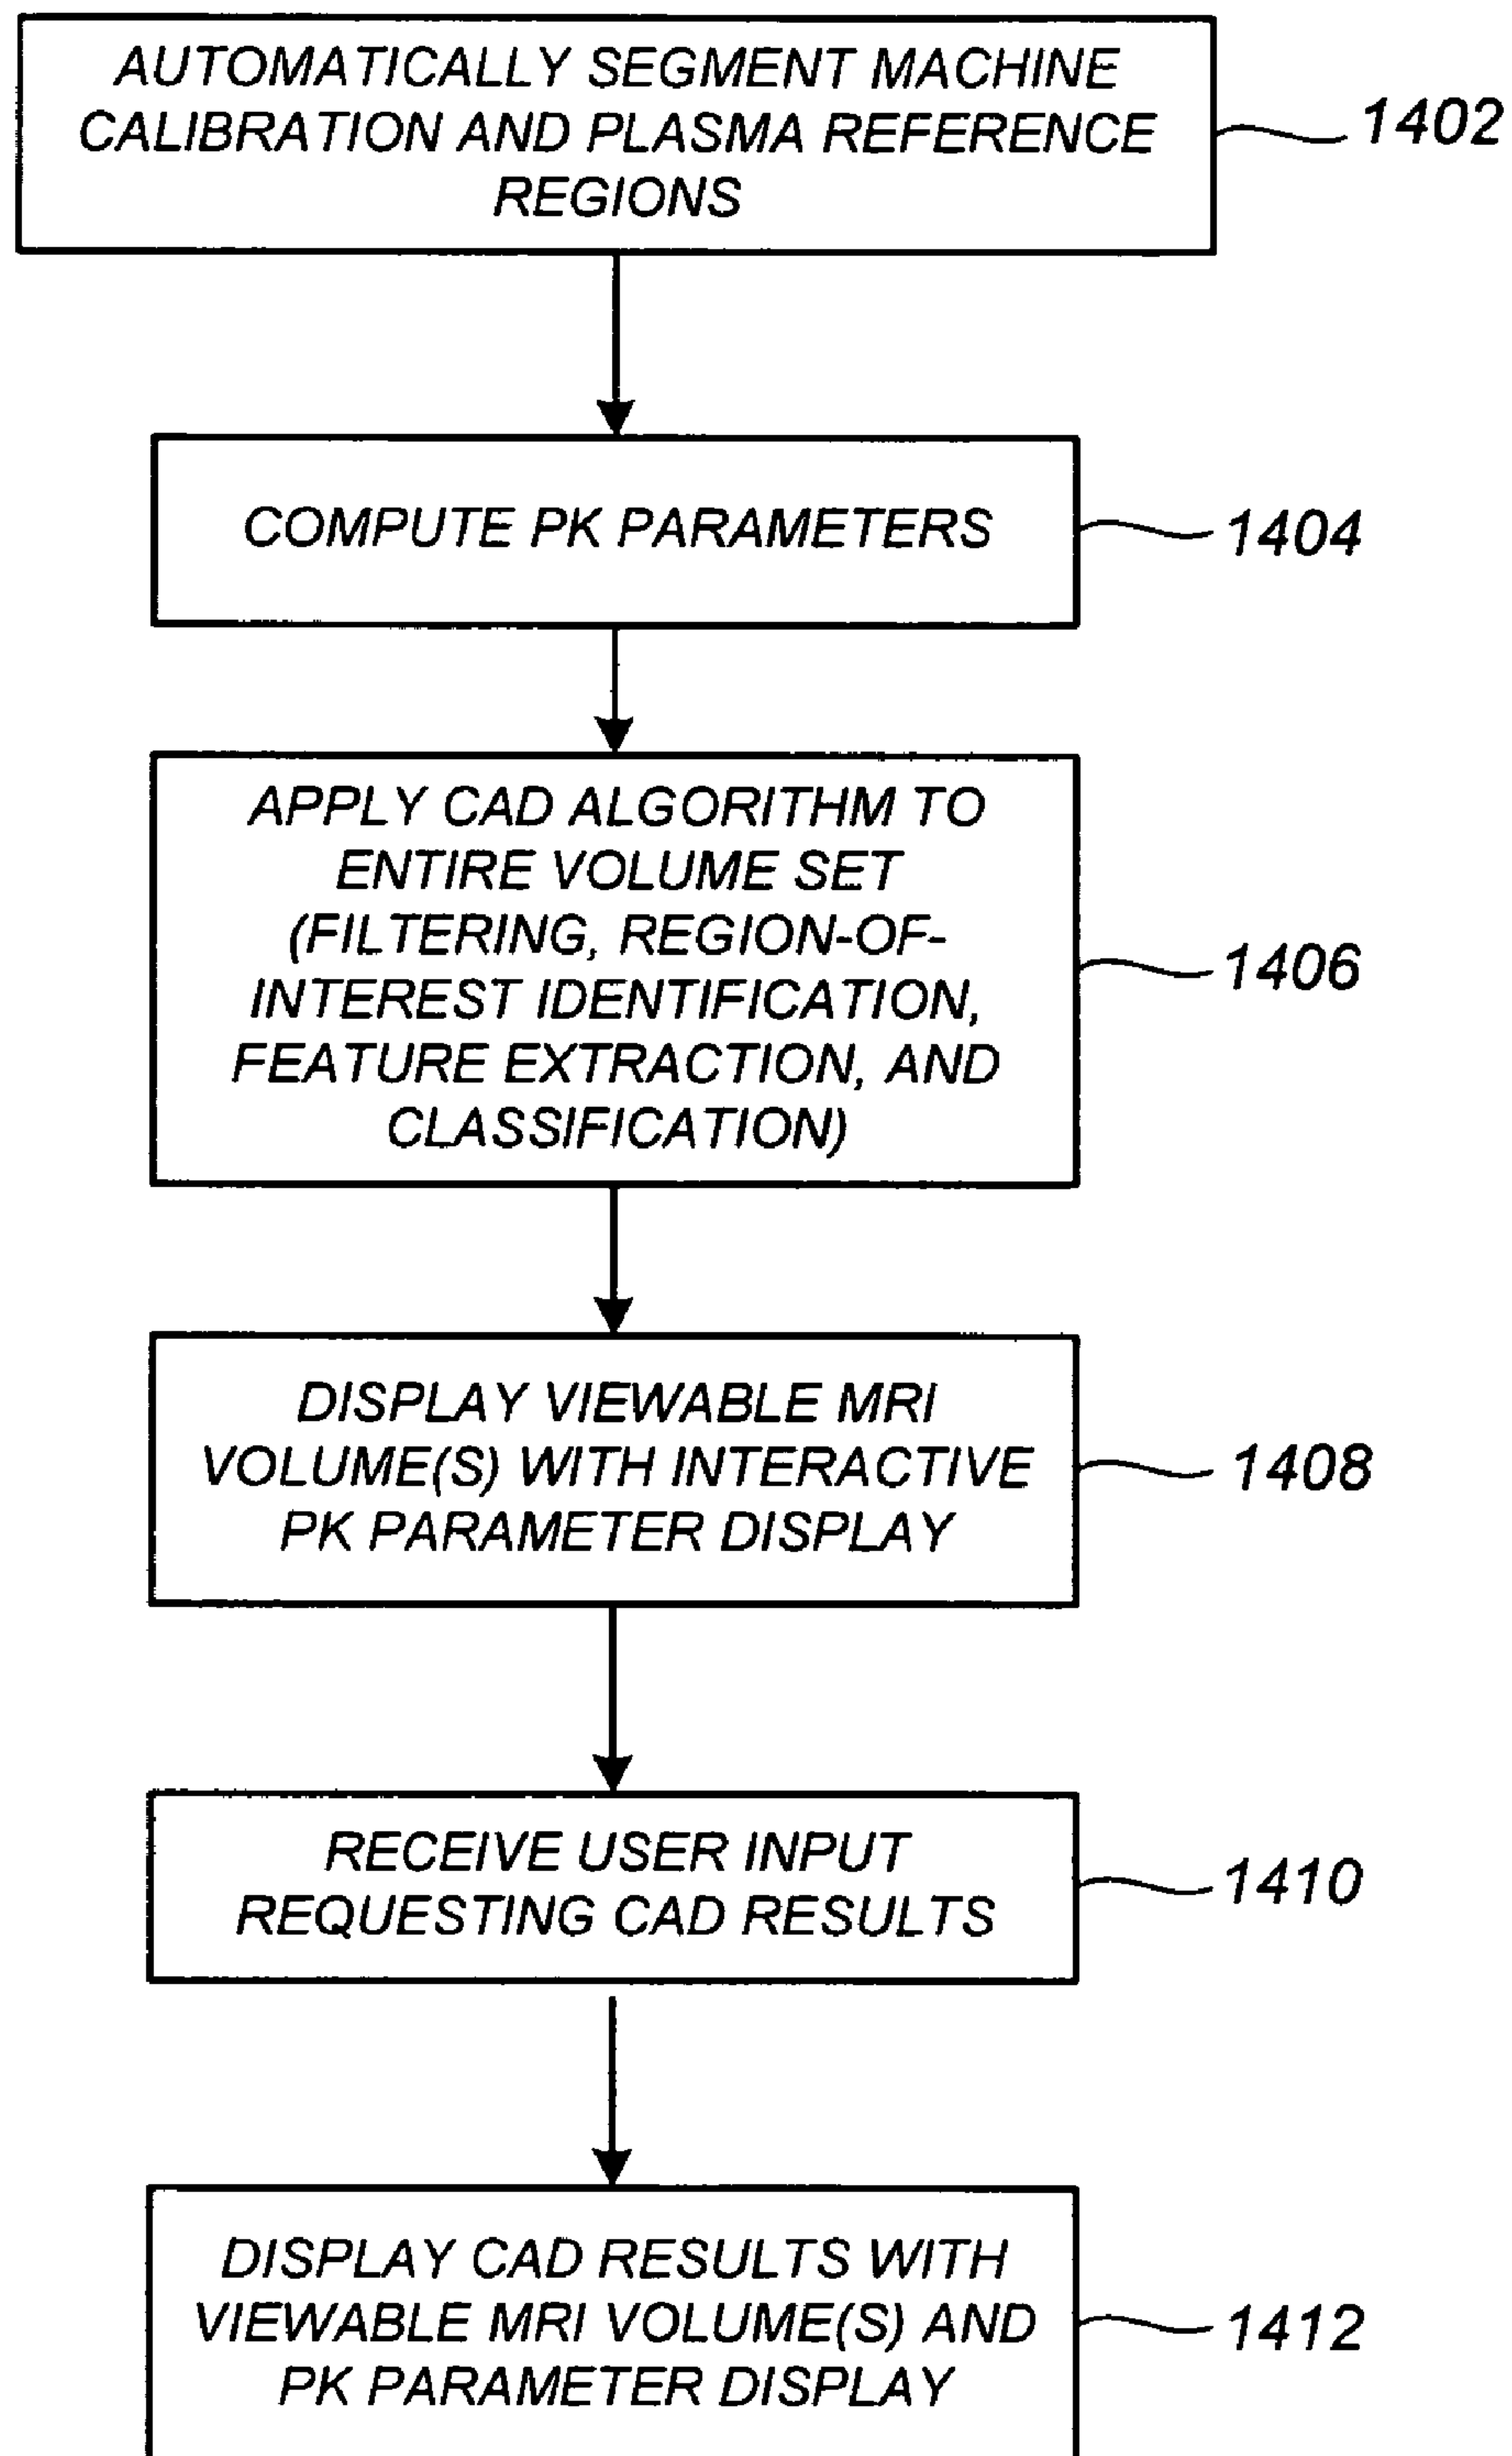 AUTOMATICALLY SEGMENT MACHINE
CALIBRATION AND PLASMA REFERENCE
REGIONS
1402
COMPUTE PK PARAMETERS
1404
APPLY CAD ALGORITHM TO
ENTIRE VOLUME SET
(FILTERING, REGION-OF-
INTEREST IDENTIFICATION,
FEATURE EXTRACTION, AND
CLASSIFICATION)
1406
DISPLAY VIEWABLE MRI
VOLUME(S) WITH INTERACTIVE
PK PARAMETER DISPLAY
1408
RECEIVE USER INPUT
REQUESTING CAD RESULTS
1410
DISPLAY CAD RESULTS WITH
VIEWABLE MRI VOLUME(S) AND
PK PARAMETER DISPLAY
1412